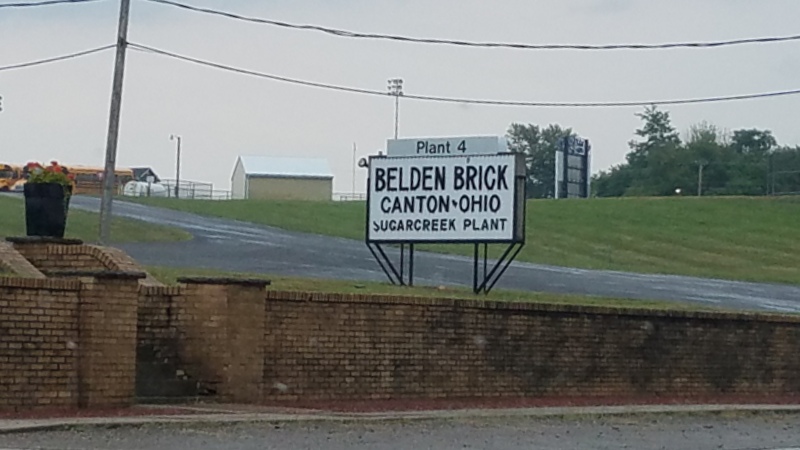 Plant 4
BELDEN BRICK
CANTON-OHIO
SUGARCREEK PLANT